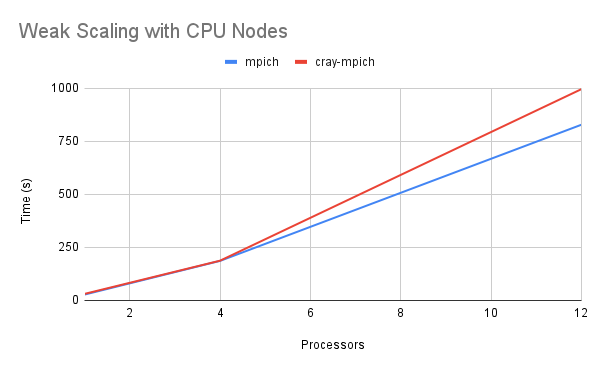 Weak Scaling with CPU Nodes
mpich cray-mpich
1000
750
500
250
0
Time (s)
2 4 6 8 10 12
Processors